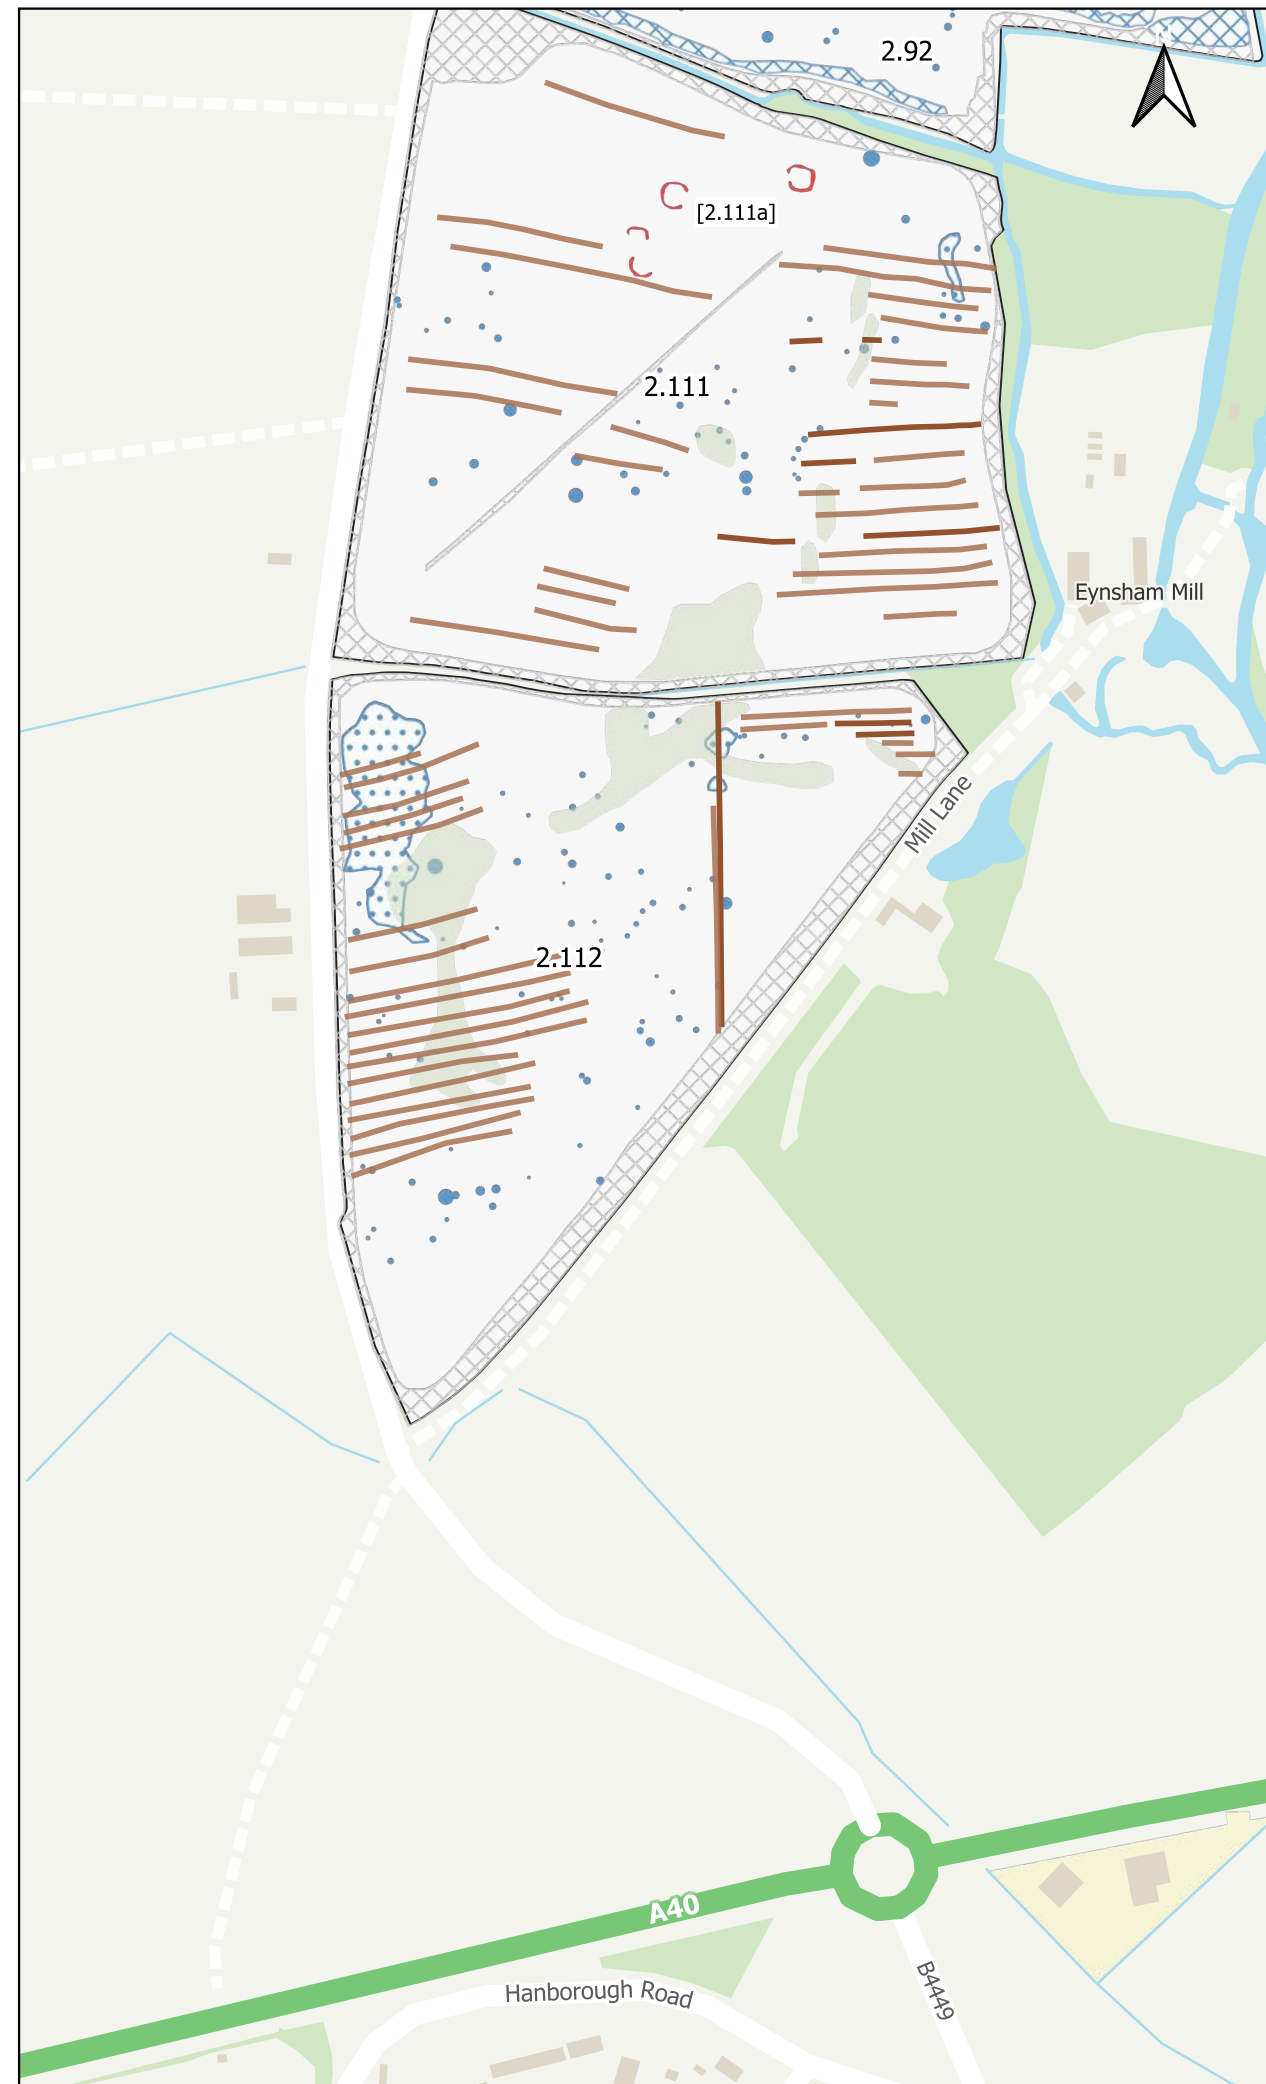 N
2.92
[2.111a]
2.111
Eynsham Mill
Mill Lane
2.112
A40
Hanborough Road
B4449